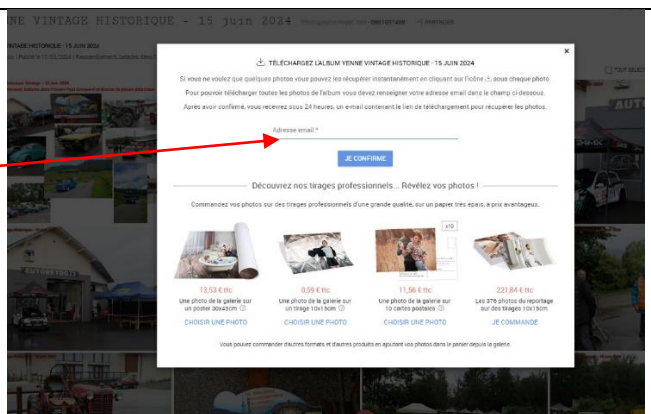 NNE VINTAGE HISTORIQUE - 15 juin 2024
VINTAGE HISTORIQUE - 15 JUIN 2024
TOUT SELEC
×
TÉLÉCHARGEZ L'ALBUM YENNE VINTAGE HISTORIQUE - 15 JUIN 2024
Si vous ne voulez que quelques photos vous pouvez les récupérer instantanément en cliquant sur l'icône sous chaque photo.
Pour pouvoir télécharger toutes les photos de l'album vous devez renseigner votre adresse email dans le champ ci-dessous.
Après avoir confirmé, vous recevrez sous 24 heures, un e-mail contenant le lien de téléchargement pour récupérer les photos.
Adresse email *
JE CONFIRME
Découvrez nos tirages professionnels... Révélez vos photos !
Commandez vos photos sur des tirages professionnels d'une grande qualité, sur un papier très épais, à prix avantageux.
x10
13,53 € ttc
Une photo de la galerie sur
un poster 30x45cm
CHOISIR UNE PHOTO
0,59 € ttc
Une photo de la galerie sur
un tirage 10x15cm
CHOISIR UNE PHOTO
11,56 € ttc
Une photo de la galerie sur
10 cartes postales
CHOISIR UNE PHOTO
221,84 € ttc
Les 376 photos du reportage
sur des tirages 10x15cm
JE COMMANDE
Vous pouvez commander d'autres formats et d'autres produits en ajoutant vos photos dans le panier depuis la galerie.